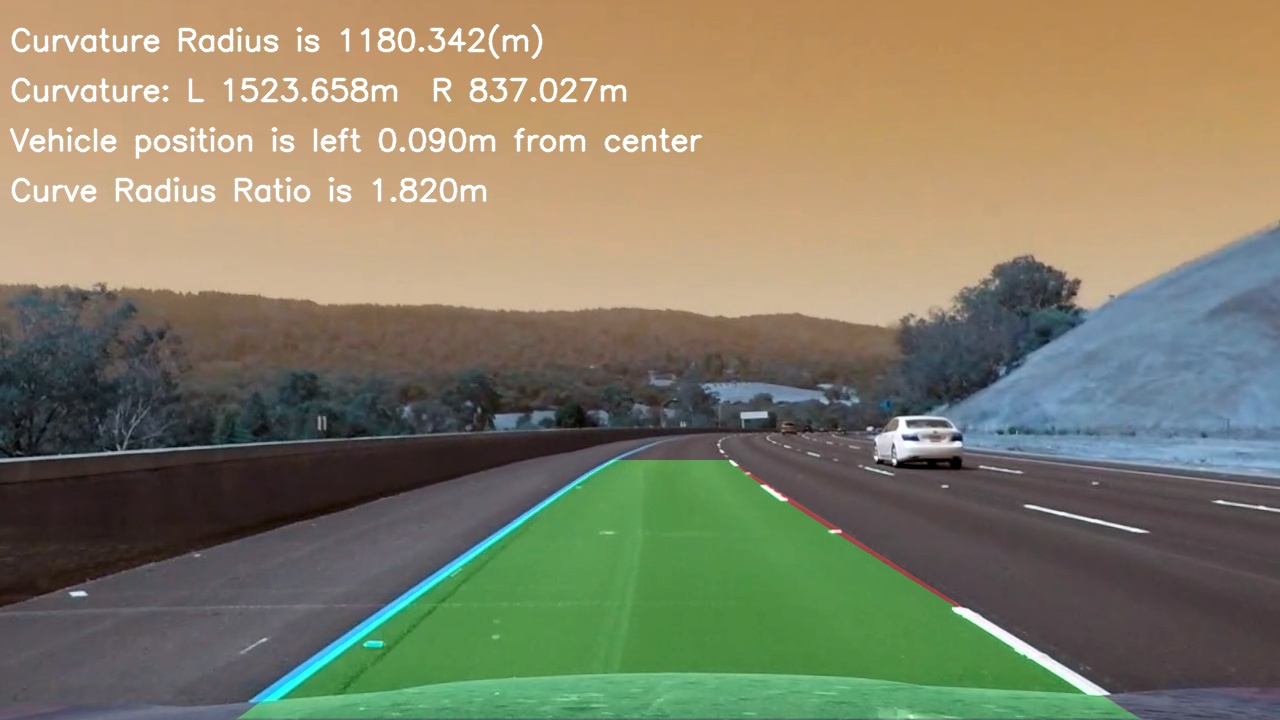 Curvature Radius is 1180.342(m)
Curvature: L 1523.658m R 837.027m
Vehicle position is left 0.090m from center
Curve Radius Ratio is 1.820m